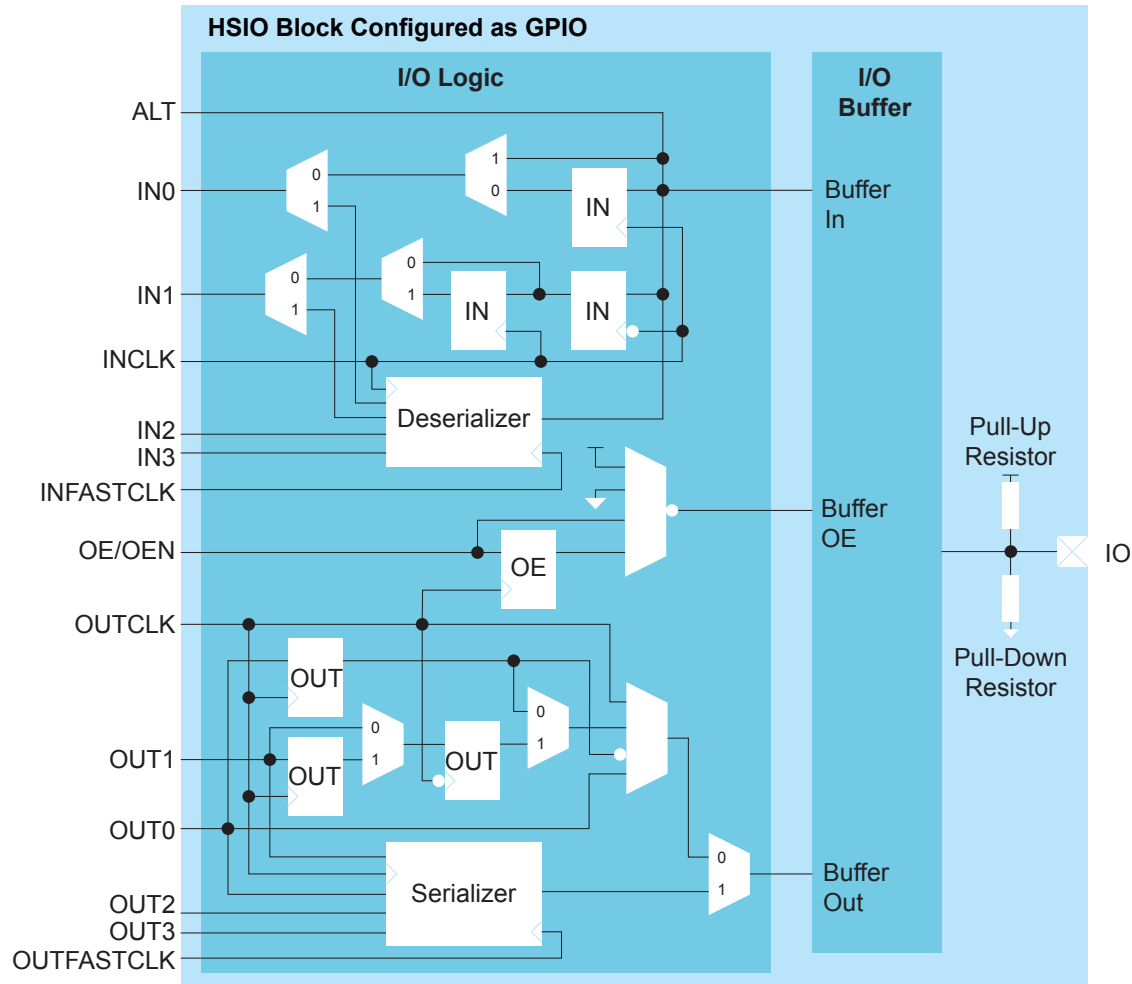 HSIO Block Configured as GPIO
I/O Logic
I/O
Buffer
ALT
1
0
IN0
0
1
IN
Buffer
In
0
1
IN1
0
1
IN
IN
INCLK
Deserializer
IN2
IN3
INFASTCLK
Pull-Up
Resistor
Buffer
OE
OE/OEN
OE
IO
OUTCLK
Pull-Down
Resistor
OUT
0
1
OUT1
0
1
OUT
OUT
OUT0
0
1
Serializer
Buffer
Out
OUT2
OUT3
OUTFASTCLK